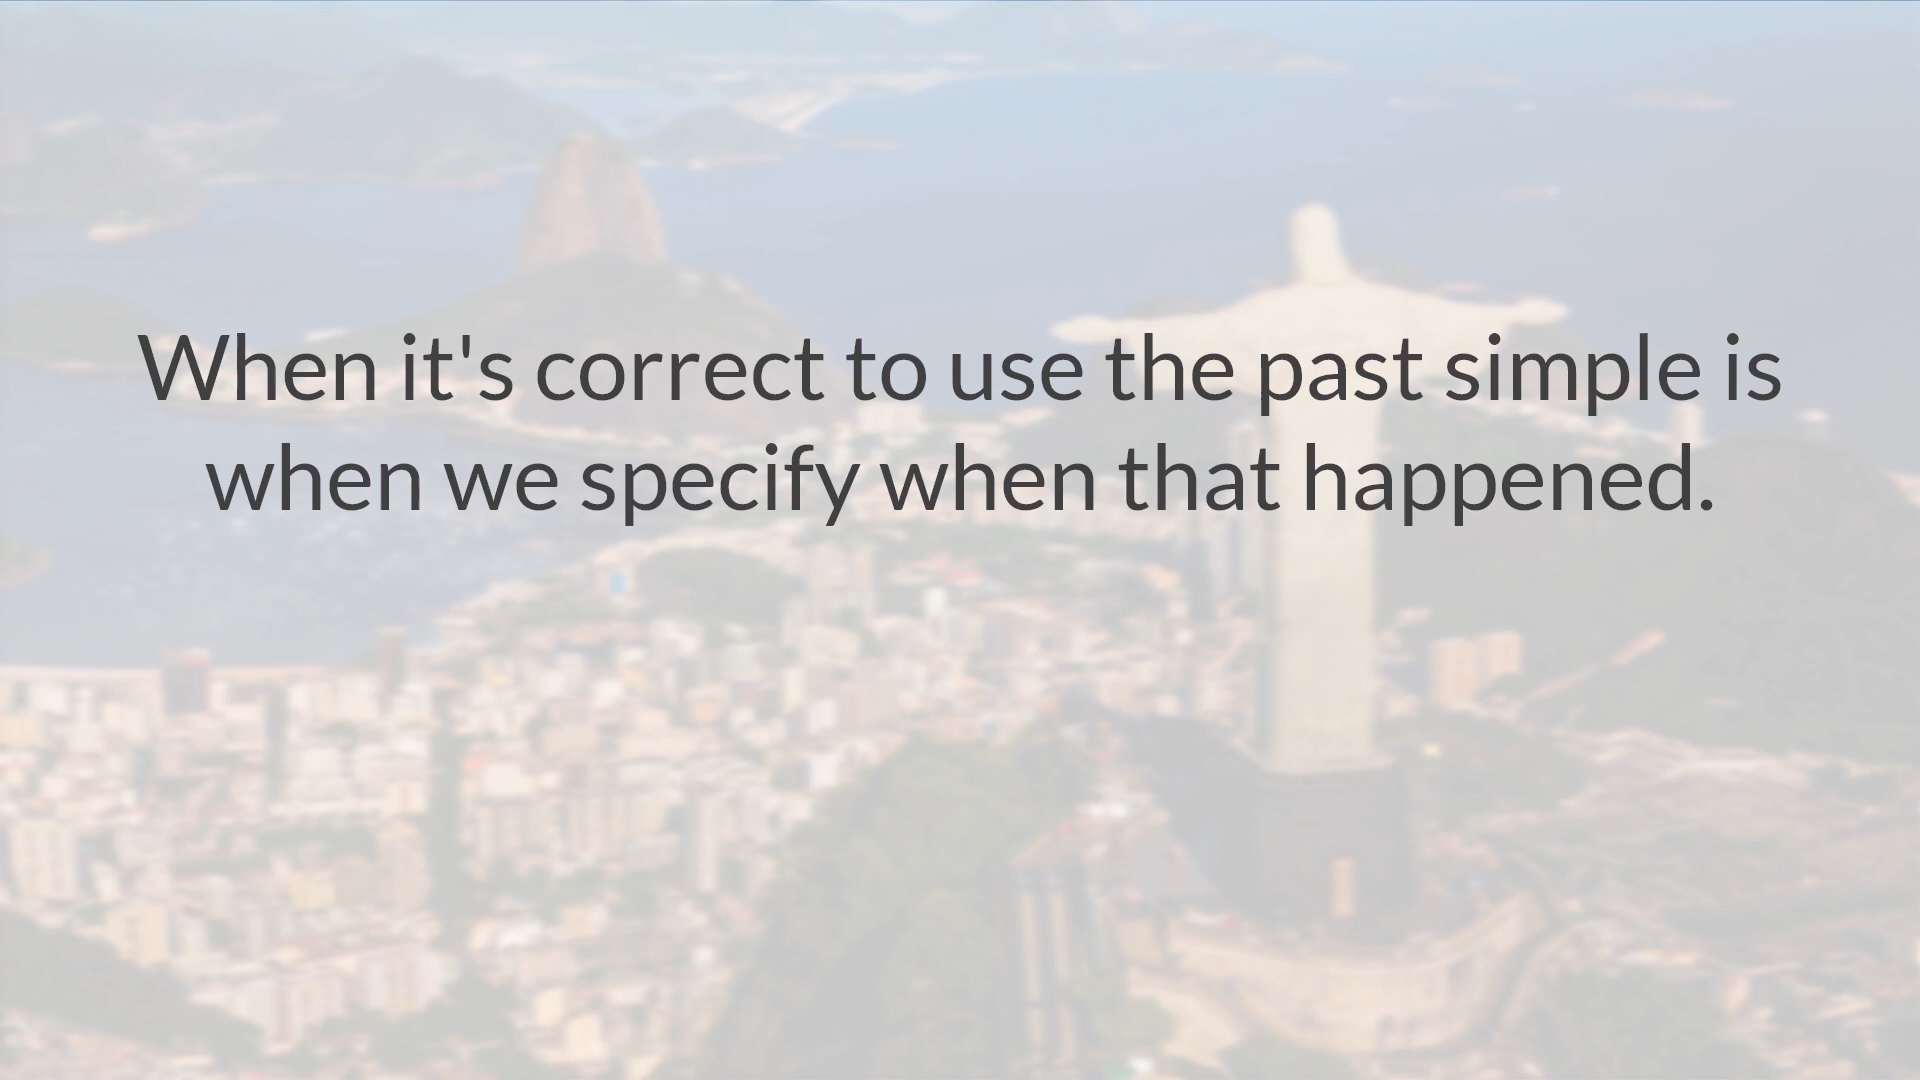 When it's correct to use the past simple is
when we specify when that happened.